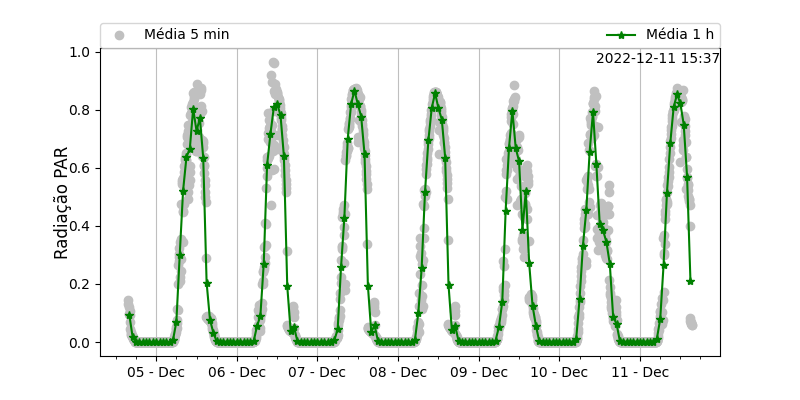 Média 5 min
Média 1 h
2022-12-11 15:37
Radiação PAR
1.0
0.8
0.6
0.4
0.2
0.0
05 - Dec
06 - Dec
07 - Dec
08 - Dec
09 - Dec
10 - Dec
11 - Dec